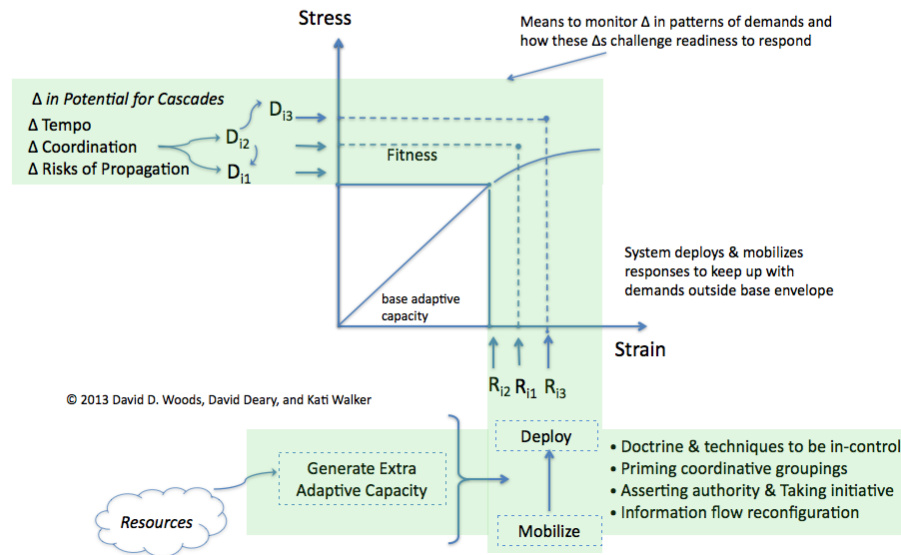 Stress
Means to monitor Δ in patterns of demands and
how these Δs challenge readiness to respond
Δ in Potential for Cascades
Δ Tempo
Δ Coordination
Δ Risks of Propagation
Di3
Di2
Di1
Fitness
base adaptive
capacity
System deploys & mobilizes
responses to keep up with
demands outside base envelope
Strain
Ri2 Ri1 Ri3
© 2013 David D. Woods, David Deary, and Kati Walker
Deploy
Generate Extra
Adaptive Capacity
Resources
Mobilize
• Doctrine & techniques to be in-control
• Priming coordinative groupings
• Asserting authority & Taking initiative
• Information flow reconfiguration